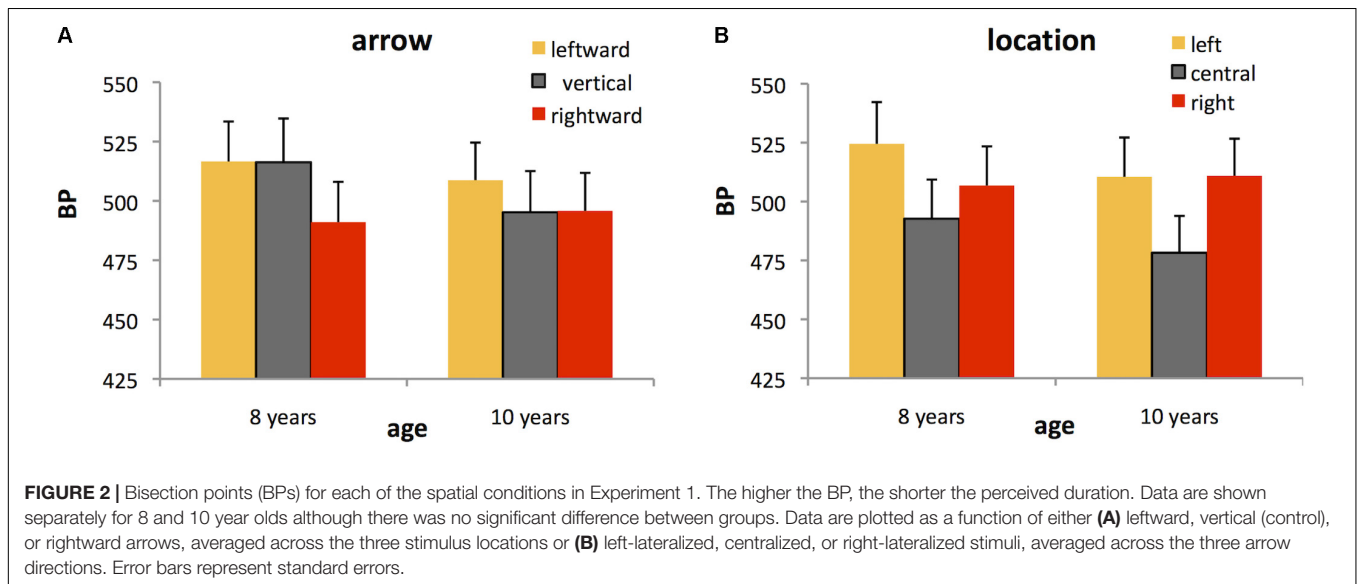 A
arrow
leftward
vertical
rightward
BP
550
525
500
475
450
425
8 years
10 years
age
B
location
left
central
right
BP
550
525
500
475
450
425
8 years
10 years
age
FIGURE 2 | Bisection points (BPs) for each of the spatial conditions in Experiment 1. The higher the BP, the shorter the perceived duration. Data are shown
separately for 8 and 10 year olds although there was no significant difference between groups. Data are plotted as a function of either (A) leftward, vertical (control),
or rightward arrows, averaged across the three stimulus locations or (B) left-lateralized, centralized, or right-lateralized stimuli, averaged across the three arrow
directions. Error bars represent standard errors.